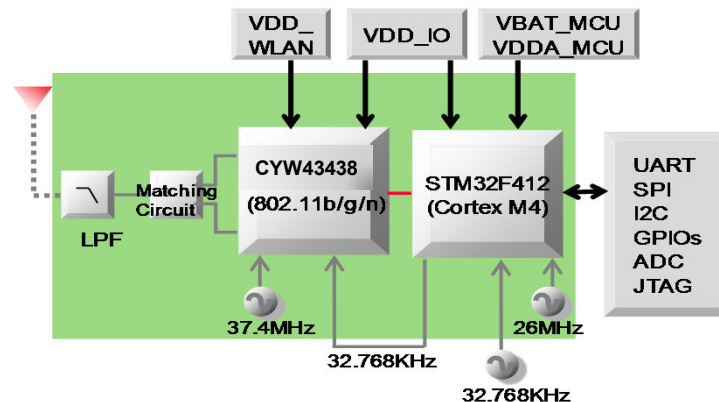 VDD_
WLAN
VDD_IO
VBAT_MCU
VDDA_MCU
CYW43438
(802.11b/g/n)
STM32F412
(Cortex M4)
Matching
Circuit
LPF
UART
SPI
I2C
GPIOs
ADC
JTAG
37.4MHz
26MHz
32.768KHz
32.768KHz